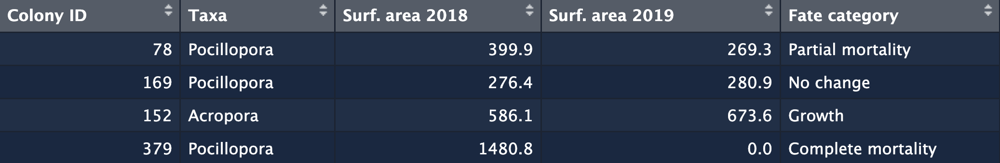 Colony ID Taxa Surf. area 2018 Surf. area 2019 Fate category
78 Pocillopora 399.9 269.3 Partial mortality
169 Pocillopora 276.4 280.9 No change
152 Acropora 586.1 673.6 Growth
379 Pocillopora 1480.8 0.0 Complete mortality